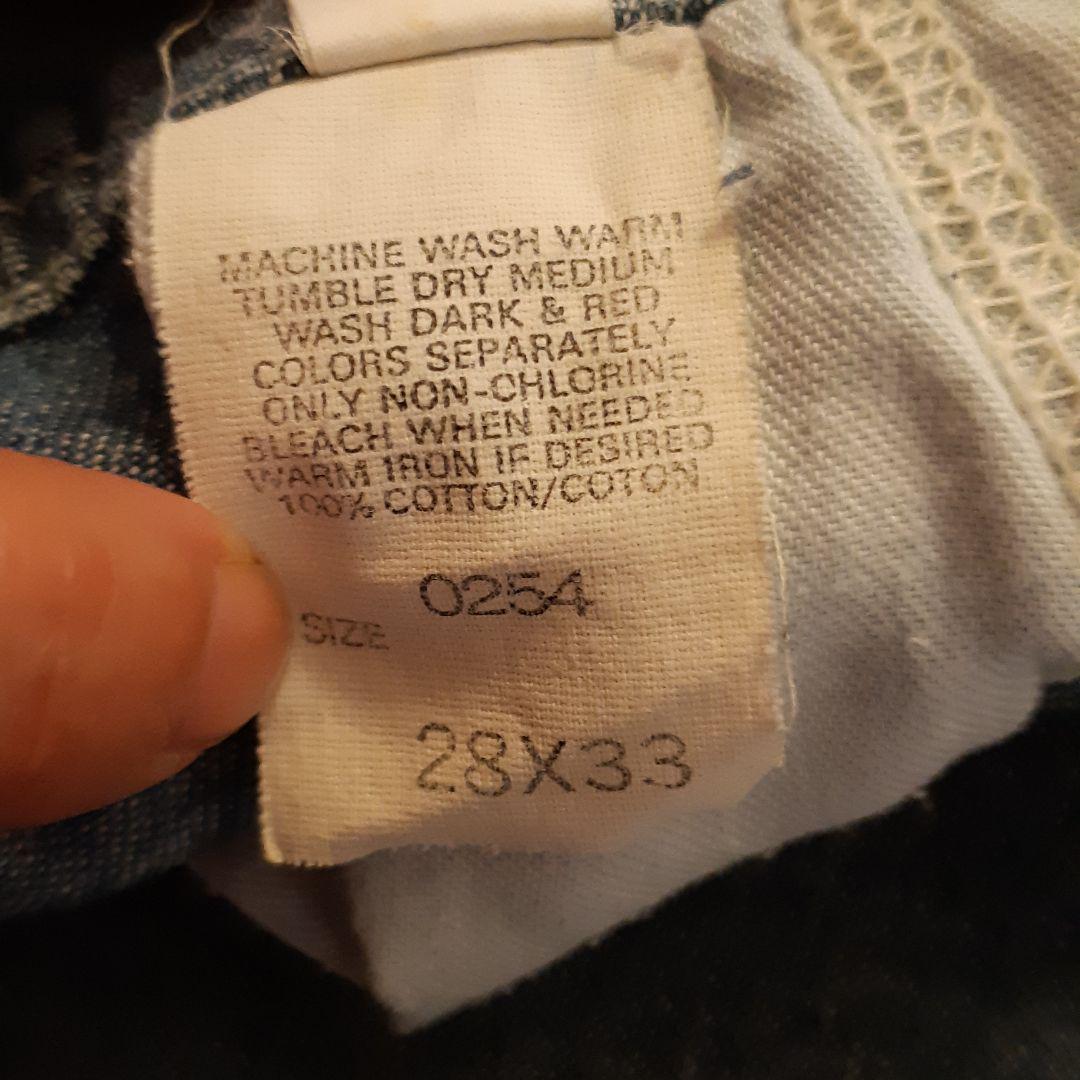 MACHINE WASH WARM
TUMBLE DRY MEDIUM
WASH DARK & RED
COLORS SEPARATELY
ONLY NON-CHLORINE
BLEACH WHEN NEEDED
WARM IRON IF DESIRED
100% COTTON/COTON
0254
SIZE
28X33